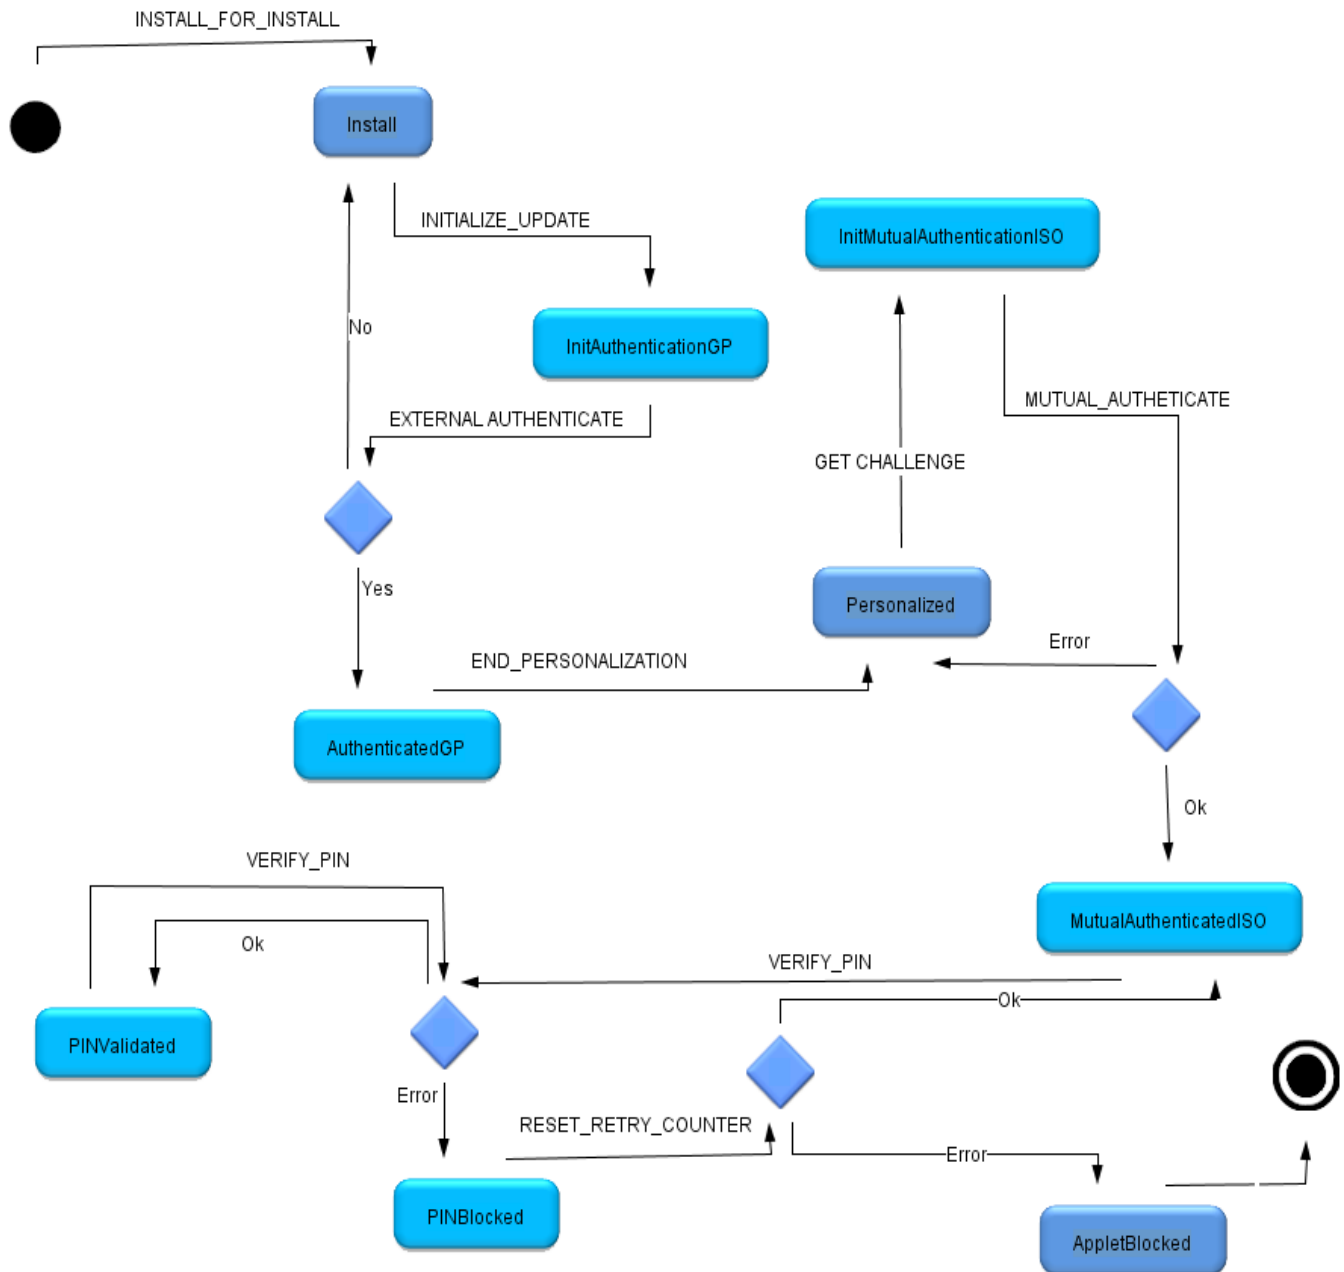 INSTALL_FOR_INSTALL
Install
INITIALIZE_UPDATE
InitMutualAuthenticationISO
No
InitAuthenticationGP
EXTERNAL AUTHENTICATE
MUTUAL_AUTHETICATE
GET CHALLENGE
Yes
Personalized
Error
END_PERSONALIZATION
AuthenticatedGP
Ok
VERIFY_PIN
Ok
MutualAuthenticatedISO
VERIFY_PIN
Ok
PINValidated
Error
RESET_RETRY_COUNTER
Error
PINBlocked
AppletBlocked